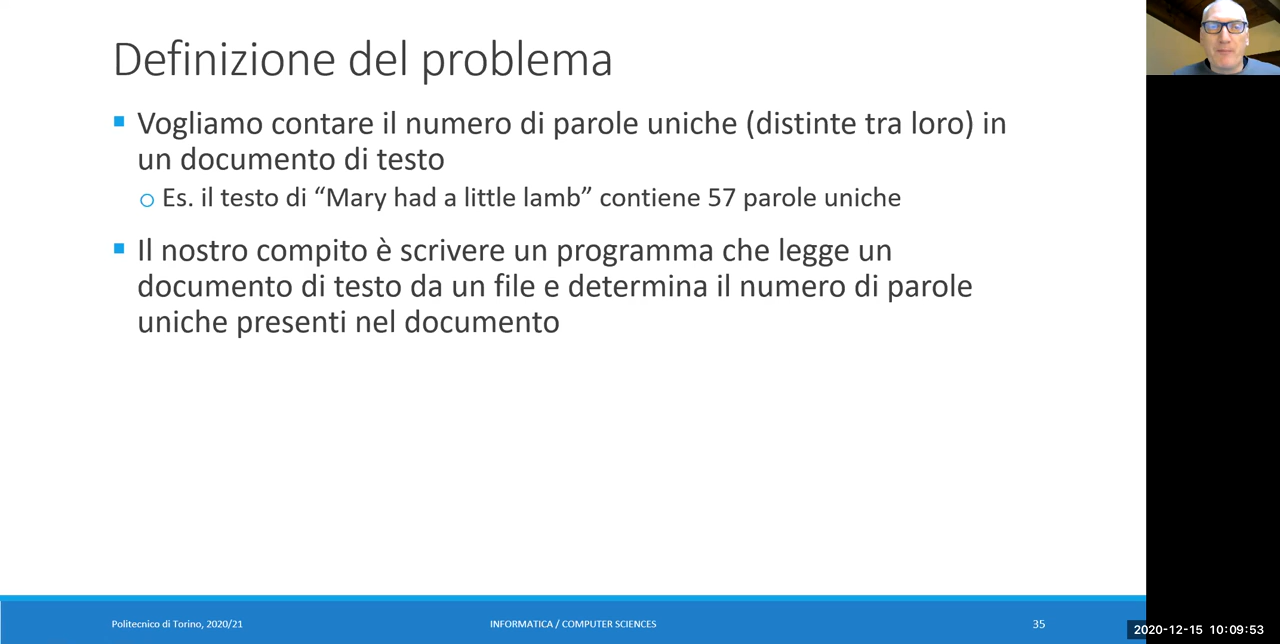 Definizione del problema
Vogliamo contare il numero di parole uniche (distinte tra loro) in
un documento di testo
Es. il testo di “Mary had a little lamb” contiene 57 parole uniche
Il nostro compito è scrivere un programma che legge un
documento di testo da un file e determina il numero di parole
uniche presenti nel documento
Politecnico di Torino, 2020/21
INFORMATICA / COMPUTER SCIENCES
35
2020-12-15 10:09:53